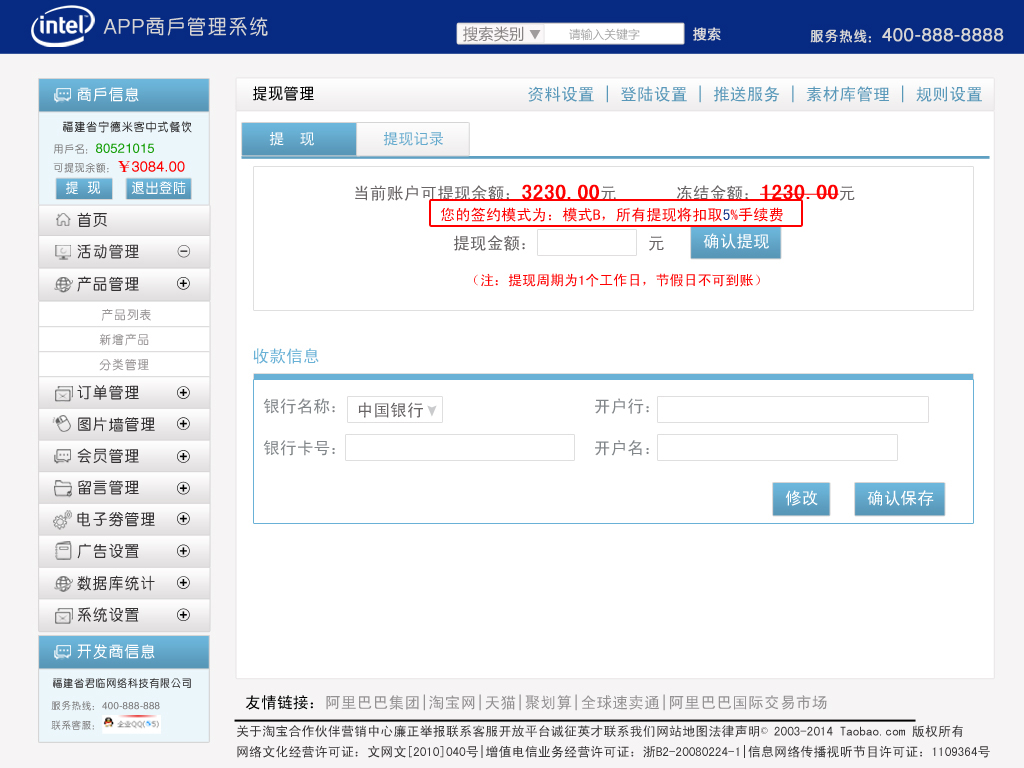 intel APP商戶管理系统
搜索类别▼ 请输入关键字 搜索
服务热线：400-888-8888
商戶信息
福建省宁德米客中式餐饮
用戶名：80521015
可提现余额：¥3084.00
提 现 退出登陆
首页
活动管理
产品管理
产品列表
新增产品
分类管理
订单管理
图片墙管理
会员管理
留言管理
电子劵管理
广告设置
数据库统计
系统设置
开发商信息
福建省君临网络科技有限公司
服务热线：400-888-888
联系客服：企业QQ(5/5)
提现管理
资料设置 | 登陆设置 | 推送服务 | 素材库管理 | 规则设置
提 现 提现记录
当前账户可提现余额：3230.00元 冻结金额：1230.00元
您的签约模式为：模式B，所有提现将扣取5%手续费
提现金额： 元 确认提现
（注：提现周期为1个工作日，节假日不可到账）
收款信息
银行名称：中国银行▼ 开户行：
银行卡号： 开户名：
修改 确认保存
友情链接：阿里巴巴集团|淘宝网|天猫|聚划算|全球速卖通|阿里巴巴国际交易市场
关于淘宝合作伙伴营销中心廉正举报联系客服开放平台诚征英才联系我们网站地图法律声明© 2003-2014 Taobao.com 版权所有
网络文化经营许可证：文网文[2010]040号|增值电信业务经营许可证：浙B2-20080224-1|信息网络传播视听节目许可证：1109364号